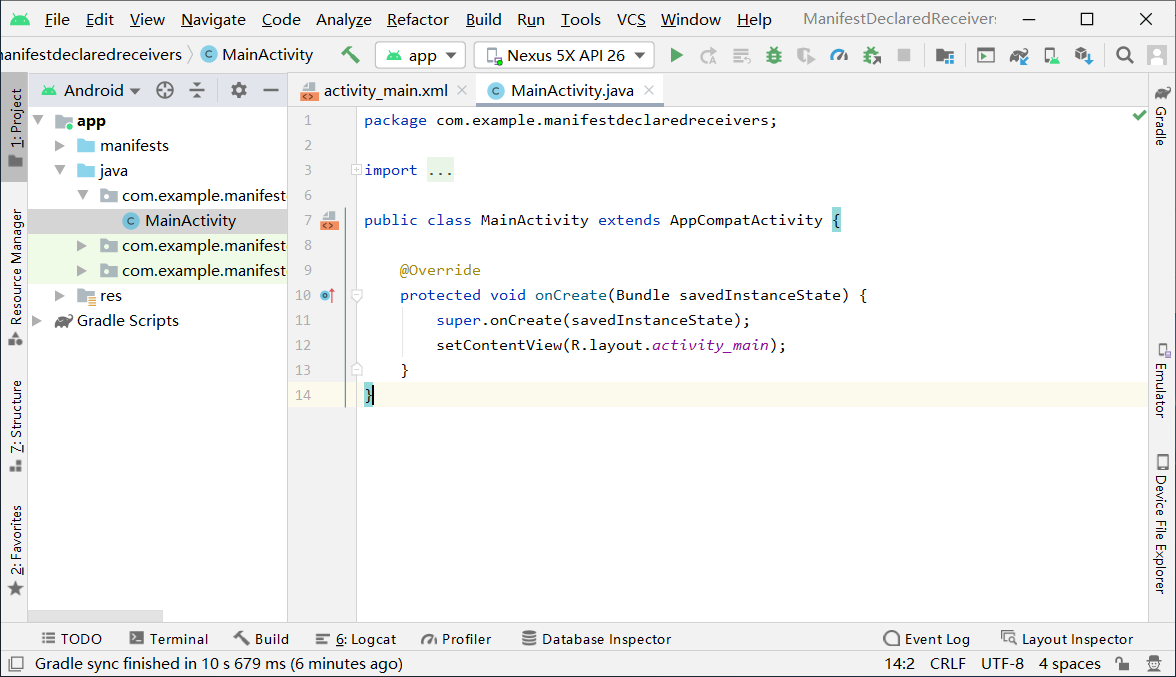 File Edit View Navigate Code Analyze Refactor Build Run Tools VCS Window Help ManifestDeclaredReceivers
manifestdeclaredreceivers MainActivity app Nexus 5X API 26
1: Project
Resource Manager
7: Structure
2: Favorites
Android
app
manifests
java
com.example.manifest
MainActivity
com.example.manifest
com.example.manifest
res
Gradle Scripts
activity_main.xml MainActivity.java
1 package com.example.manifestdeclaredreceivers;
2
3 import ...
6
7 public class MainActivity extends AppCompatActivity {
8
9 @Override
10 protected void onCreate(Bundle savedInstanceState) {
11 super.onCreate(savedInstanceState);
12 setContentView(R.layout.activity_main);
13 }
14 }
Gradle
Emulator
Device File Explorer
TODO Terminal Build 6: Logcat Profiler Database Inspector Event Log Layout Inspector
Gradle sync finished in 10 s 679 ms (6 minutes ago) 14:2 CRLF UTF-8 4 spaces